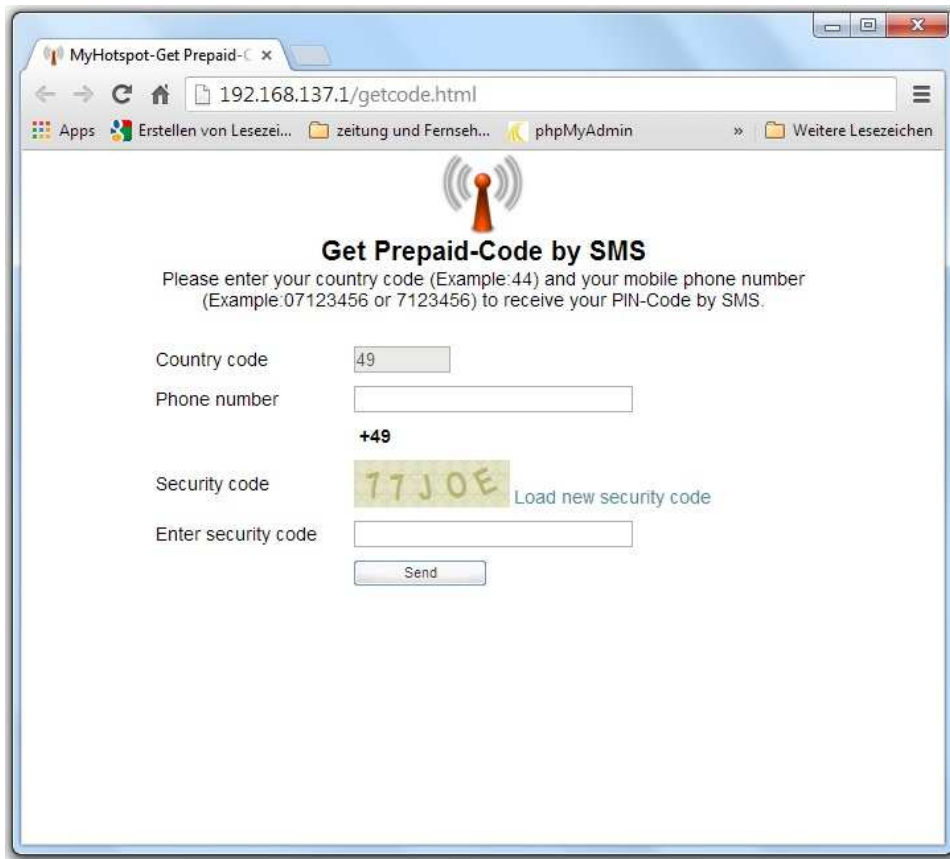 MyHotspot-Get Prepaid-C
192.168.137.1/getcode.html
Apps Erstellen von Lesezei... zeitung und Fernseh... phpMyAdmin » Weitere Lesezeichen
Get Prepaid-Code by SMS
Please enter your country code (Example:44) and your mobile phone number
(Example:07123456 or 7123456) to receive your PIN-Code by SMS.
Country code 49
Phone number
+49
Security code 77JOE Load new security code
Enter security code
Send